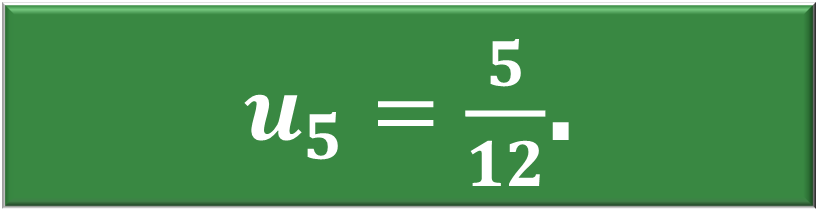 u₅ = 5/12.